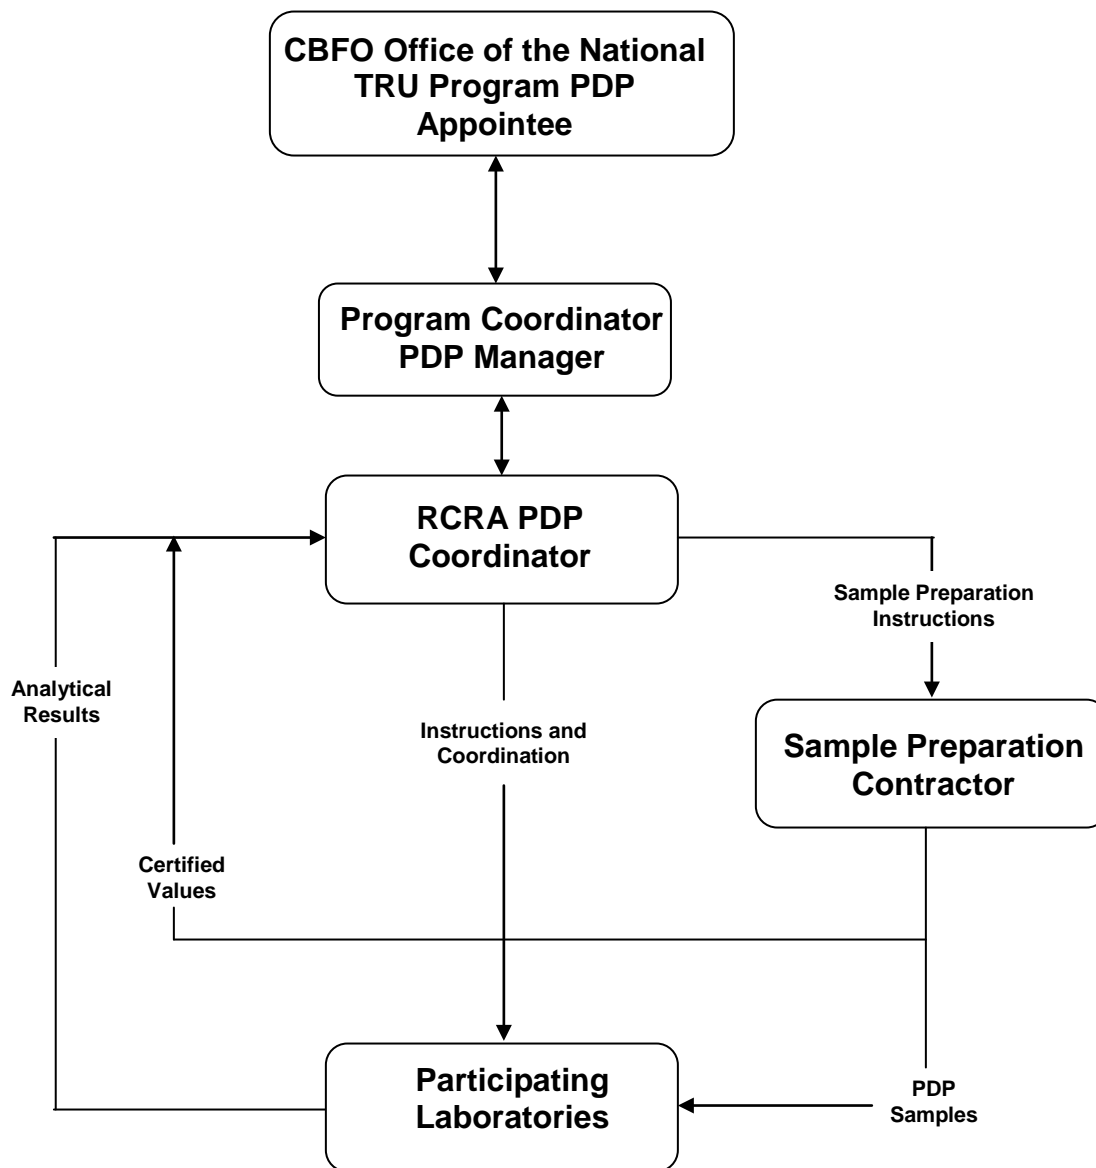 CBFO Office of the National
TRU Program PDP
Appointee
Program Coordinator
PDP Manager
RCRA PDP
Coordinator
Sample Preparation
Instructions
Analytical
Results
Instructions and
Coordination
Sample Preparation
Contractor
Certified
Values
Participating
Laboratories
PDP
Samples